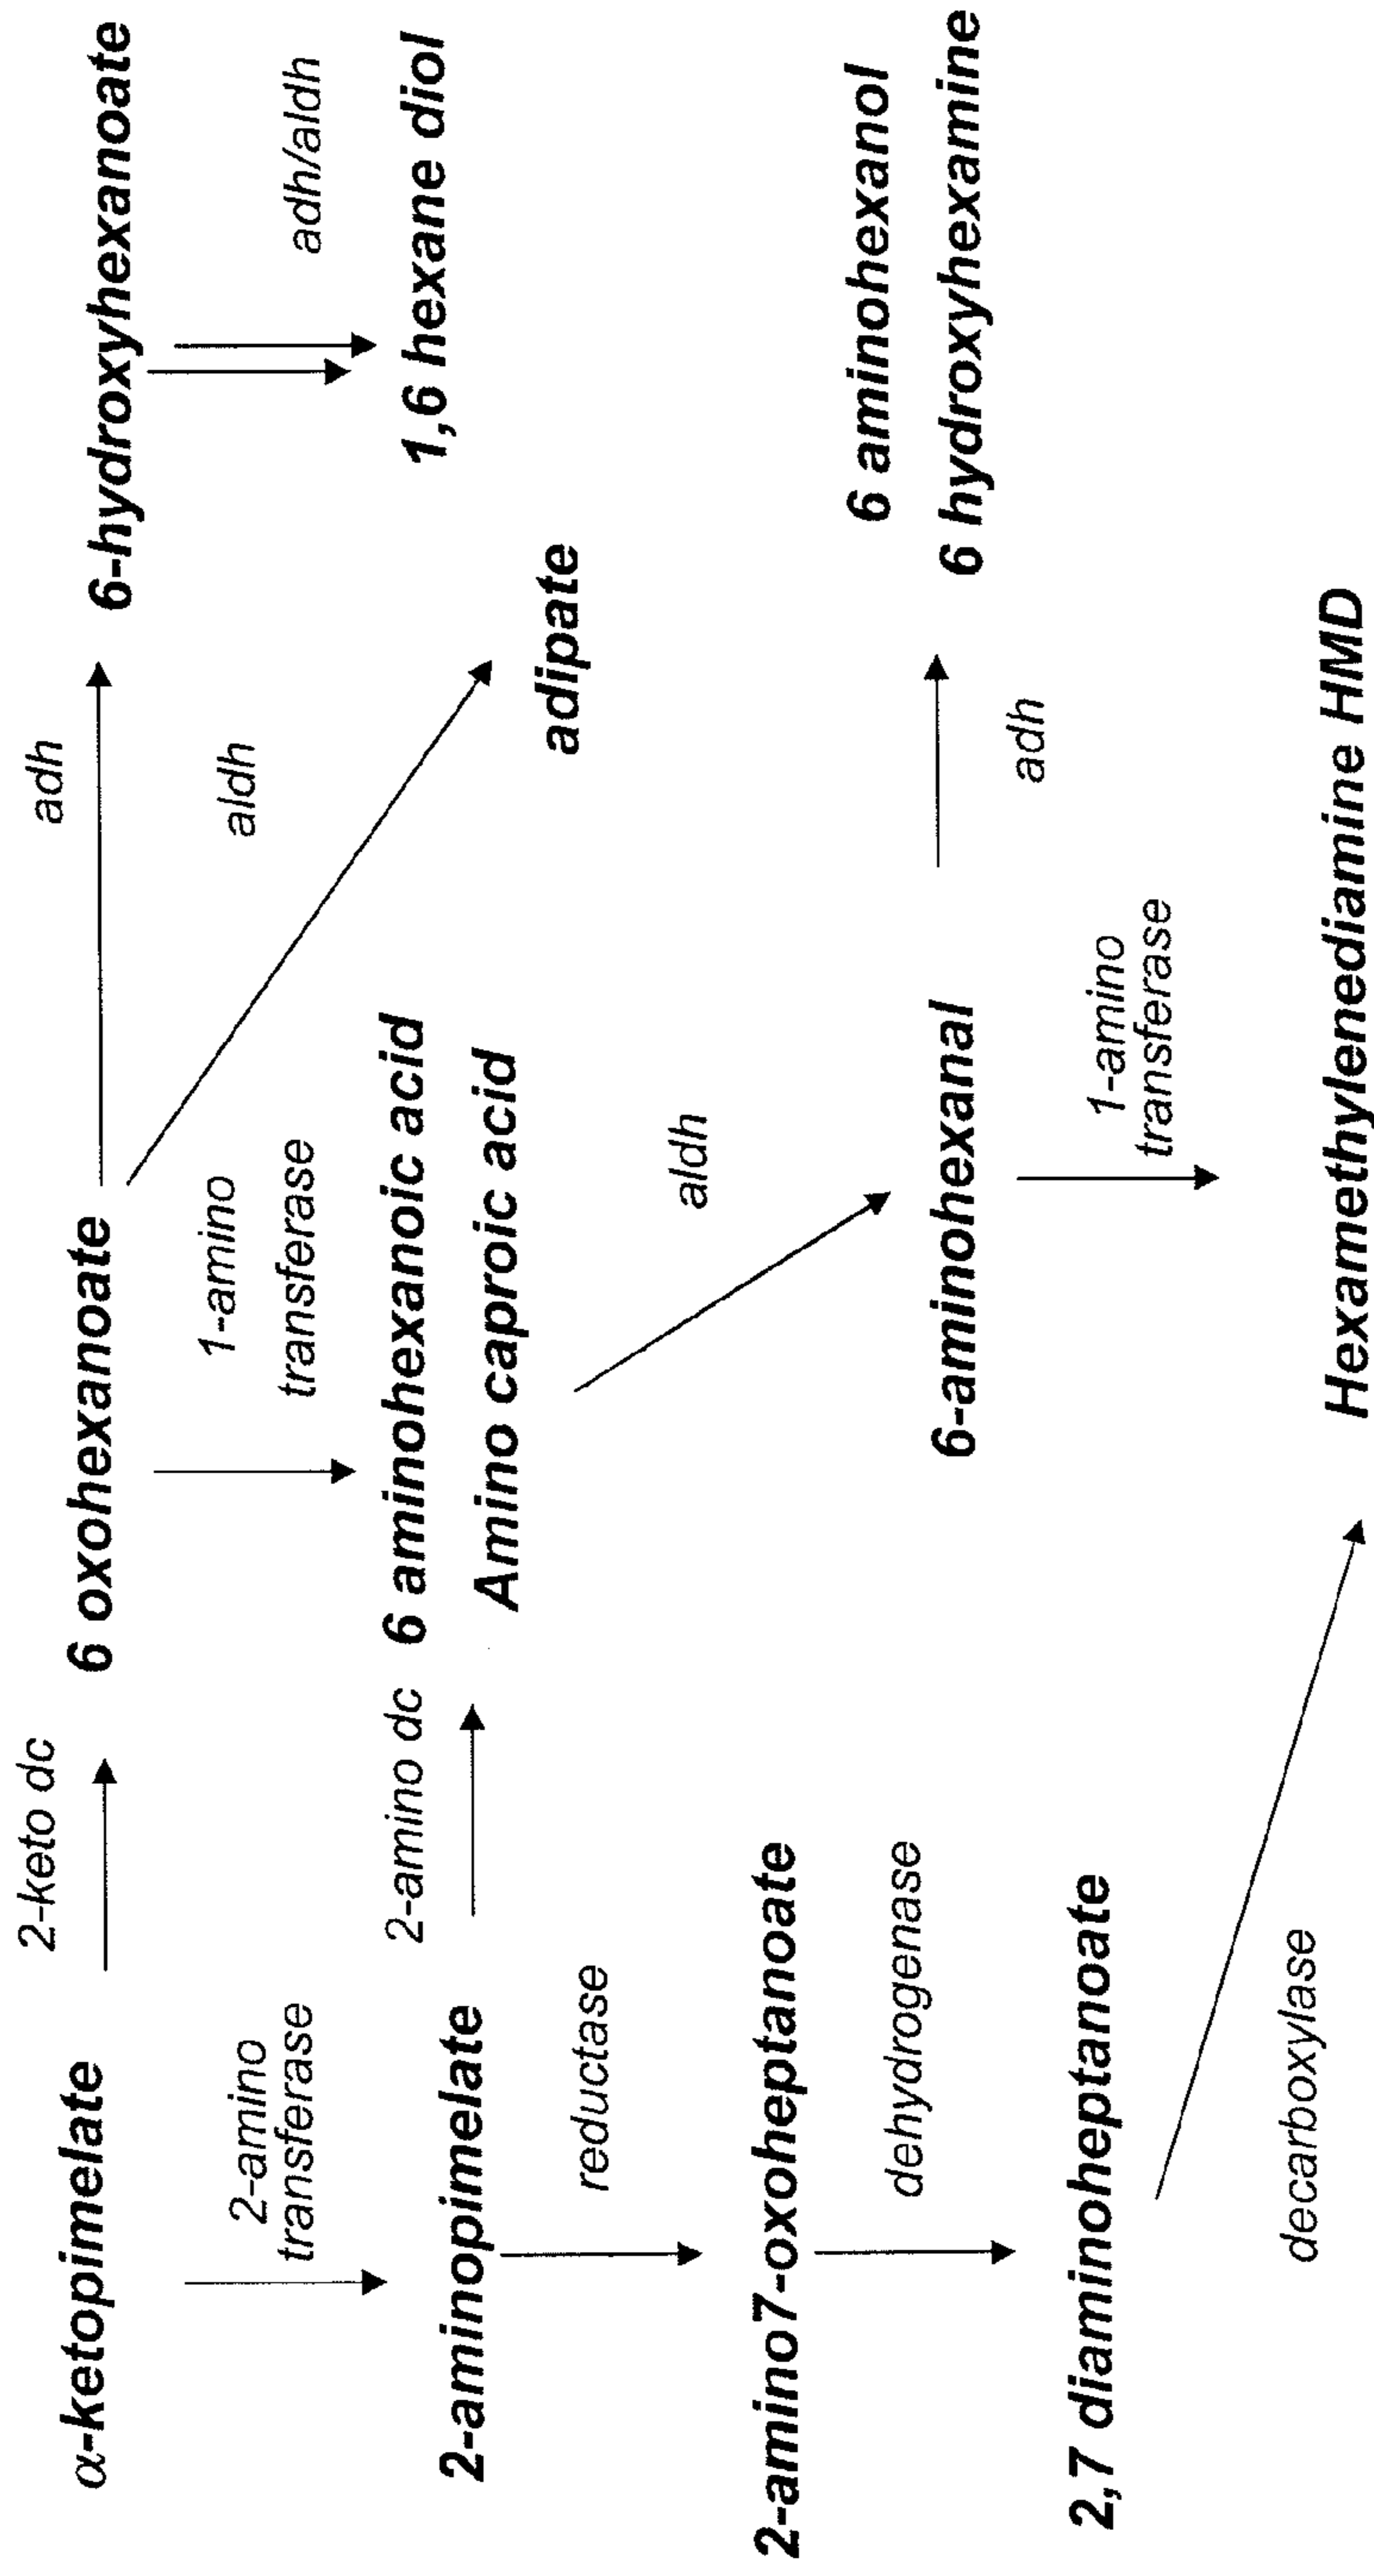 2-keto dc
adh
α-ketopimelate
6 oxohexanoate
6-hydroxyhexanoate
2-amino
transferase
1-amino
transferase
aldh
adh/aldh
2-amino dc
6 aminohexanoic acid
1,6 hexane diol
2-aminopimelate
Amino caproic acid
adipate
reductase
aldh
2-amino7-oxoheptanoate
6-aminohexanal
6 aminohexanol
6 hydroxyhexamine
dehydrogenase
adh
2,7 diaminoheptanoate
1-amino
transferase
decarboxylase
Hexamethylenediamine HMD